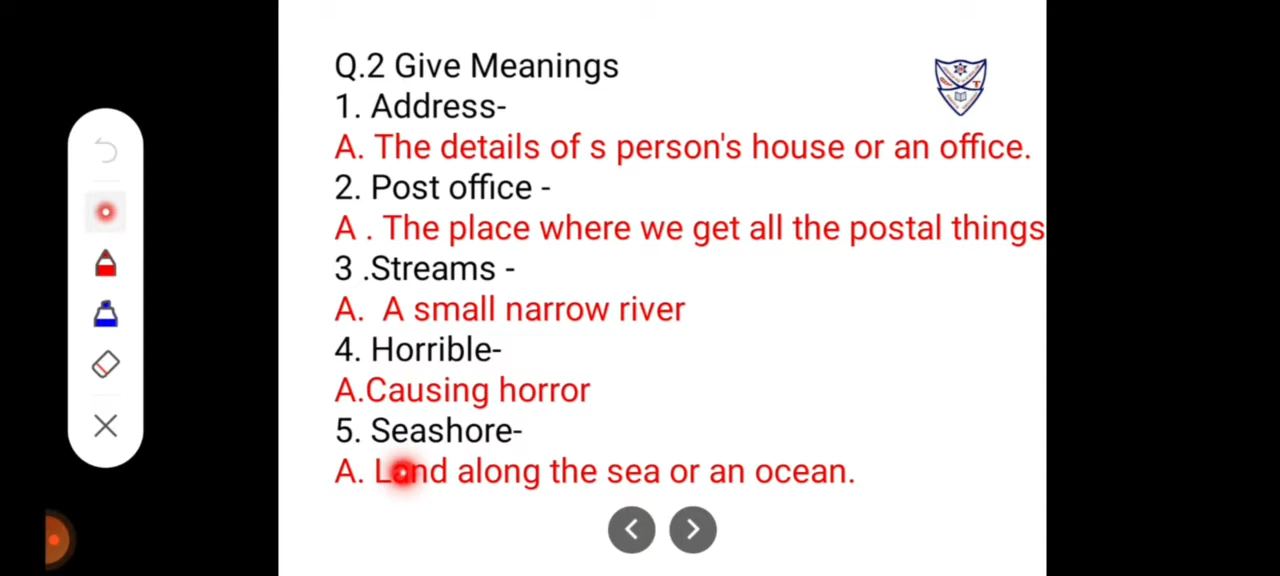 Q.2 Give Meanings
1. Address-
A. The details of s person's house or an office.
2. Post office -
A . The place where we get all the postal things
3 .Streams -
A.  A small narrow river
4. Horrible-
A.Causing horror
5. Seashore-
A. Land along the sea or an ocean.